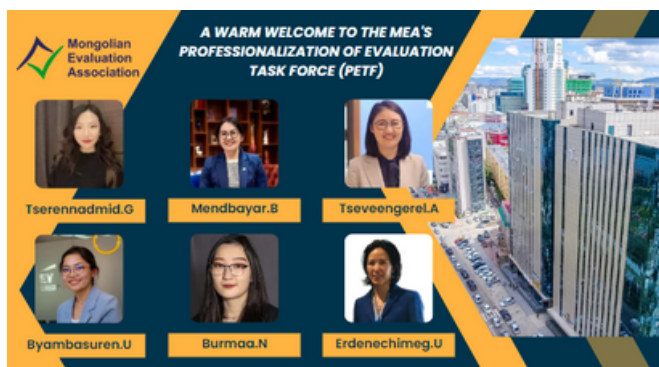 Mongolian
Evaluation
Association
A WARM WELCOME TO THE MEA'S
PROFESSIONALIZATION OF EVALUATION
TASK FORCE (PETF)
Tserennadmid.G
Mendbayar.B
Tseveengerel.A
Byambasuren.U
Burmaa.N
Erdenechimeg.U